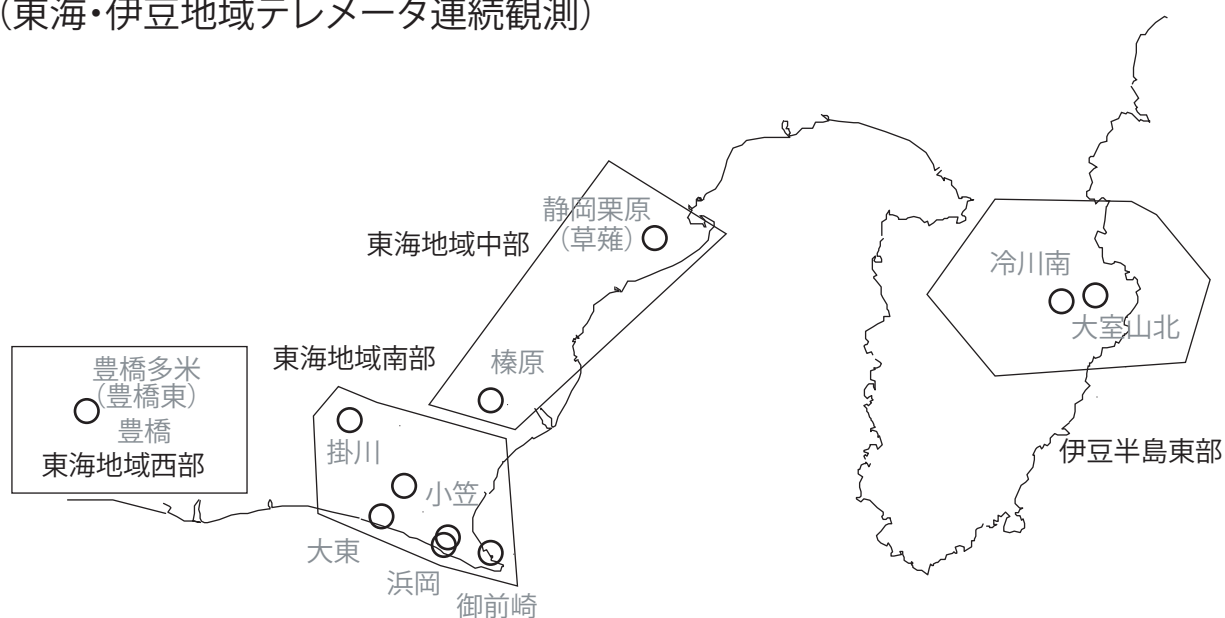 （東海・伊豆地域テレメータ連続観測）
静岡栗原
（草薙）
東海地域中部
冷川南
大室山北
東海地域南部
榛原
豊橋多米
（豊橋東）
豊橋
東海地域西部
掛川
伊豆半島東部
小笠
大東
浜岡
御前崎